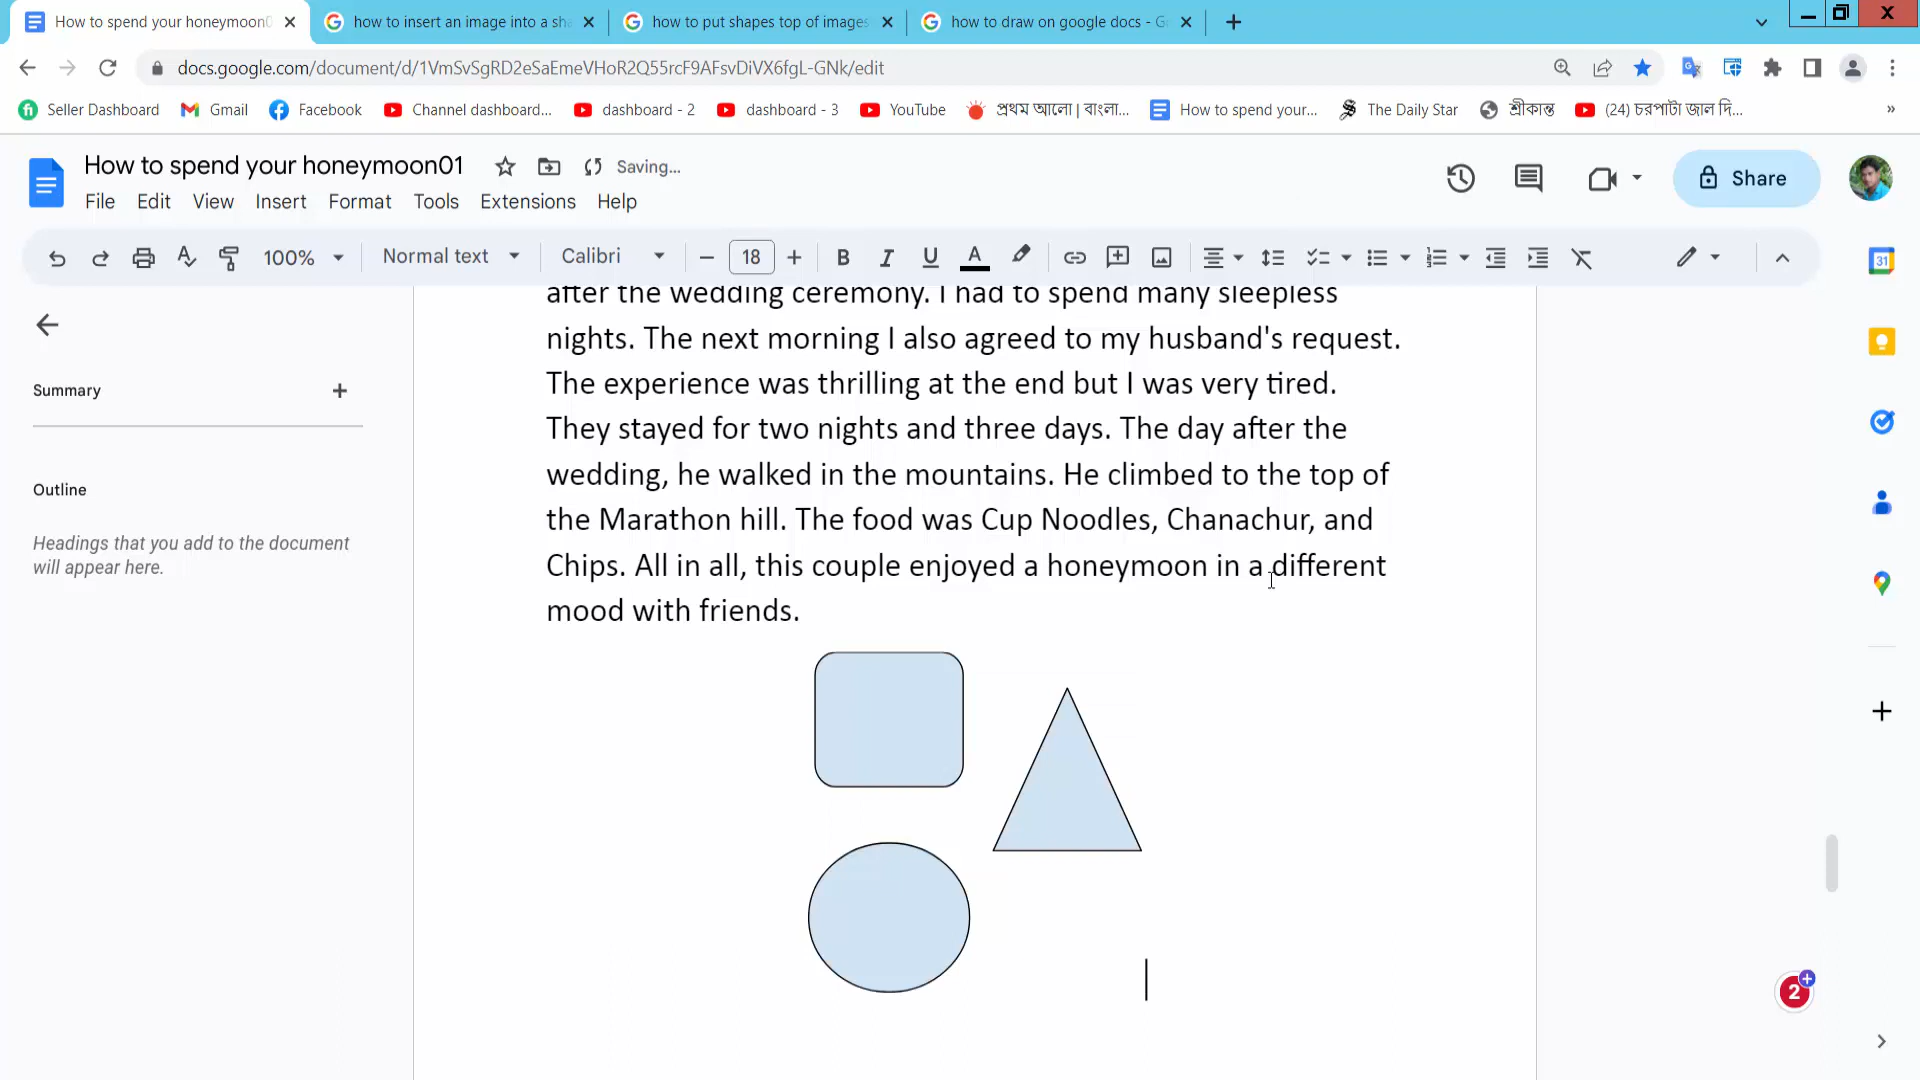 How to spend your honeymoon0
how to insert an image into a sha
how to put shapes top of images
how to draw on google docs - Go
docs.google.com/document/d/1VmSvSgRD2eSaEmeVHoR2Q55rcF9AFsvDiVX6fgL-GNk/edit
Seller Dashboard
Gmail
Facebook
Channel dashboard...
dashboard - 2
dashboard - 3
YouTube
প্রথম আলো | বাংলা...
How to spend your...
The Daily Star
শ্রীকান্ত
(24) চরপাটা জাল দি...
»
How to spend your honeymoon01
Saving...
File Edit View Insert Format Tools Extensions Help
Share
100%
Normal text
Calibri
18
B I U A
31
Summary
Outline
Headings that you add to the document
will appear here.
after the wedding ceremony. I had to spend many sleepless
nights. The next morning I also agreed to my husband's request.
The experience was thrilling at the end but I was very tired.
They stayed for two nights and three days. The day after the
wedding, he walked in the mountains. He climbed to the top of
the Marathon hill. The food was Cup Noodles, Chanachur, and
Chips. All in all, this couple enjoyed a honeymoon in a different
mood with friends.
2